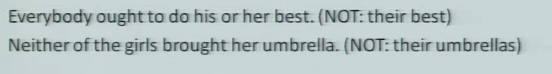 Everybody ought to do his or her best. (NOT: their best)
Neither of the girls brought her umbrella. (NOT: their umbrellas)